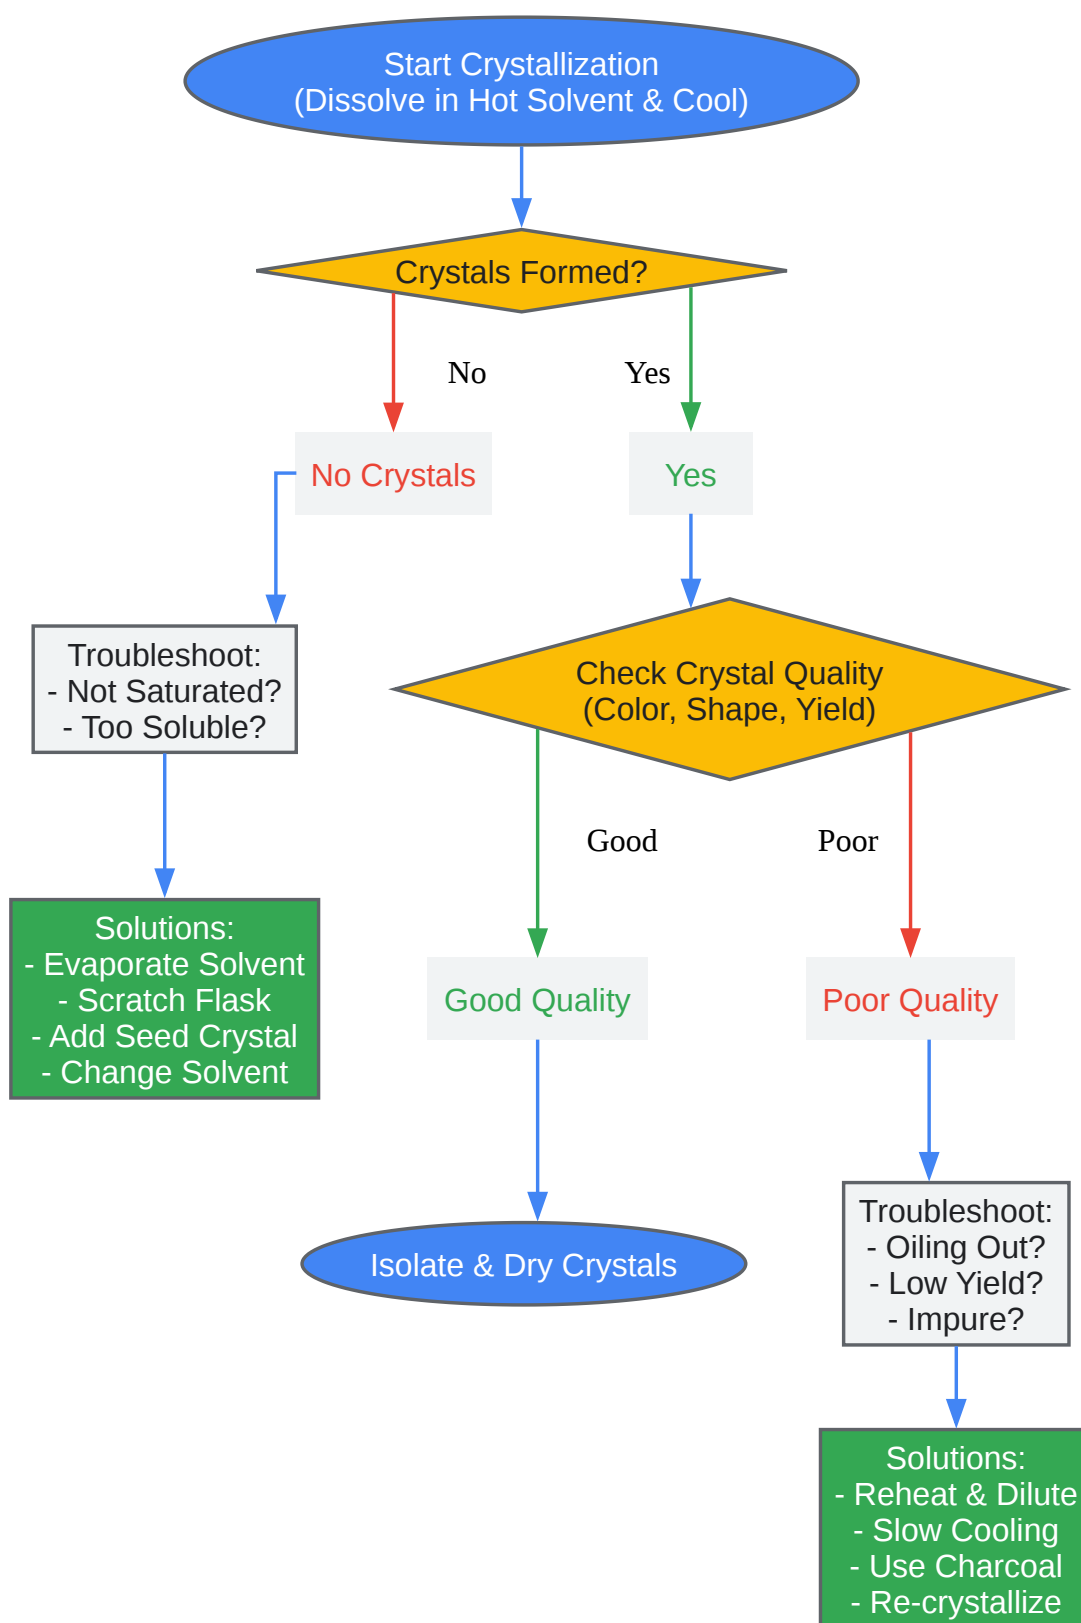 Start Crystallization
(Dissolve in Hot Solvent & Cool)
Crystals Formed?
No
Yes
No Crystals
Yes
Troubleshoot:
- Not Saturated?
- Too Soluble?
Check Crystal Quality
(Color, Shape, Yield)
Good
Poor
Solutions:
- Evaporate Solvent
- Scratch Flask
- Add Seed Crystal
- Change Solvent
Good Quality
Poor Quality
Isolate & Dry Crystals
Troubleshoot:
- Oiling Out?
- Low Yield?
- Impure?
Solutions:
- Reheat & Dilute
- Slow Cooling
- Use Charcoal
- Re-crystallize